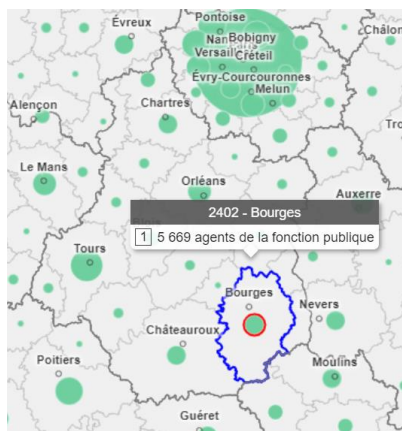 Évreux
Pontoise
Bobigny
Créteil
Évry-Courcouronnes
Melun
Châlon
Alençon
Chartres
Tro
Le Mans
Orléans
Auxerre
2402 - Bourges
1 5 669 agents de la fonction publique
Tours
Bourges
Nevers
Châteauroux
Poitiers
Moulins
Guéret